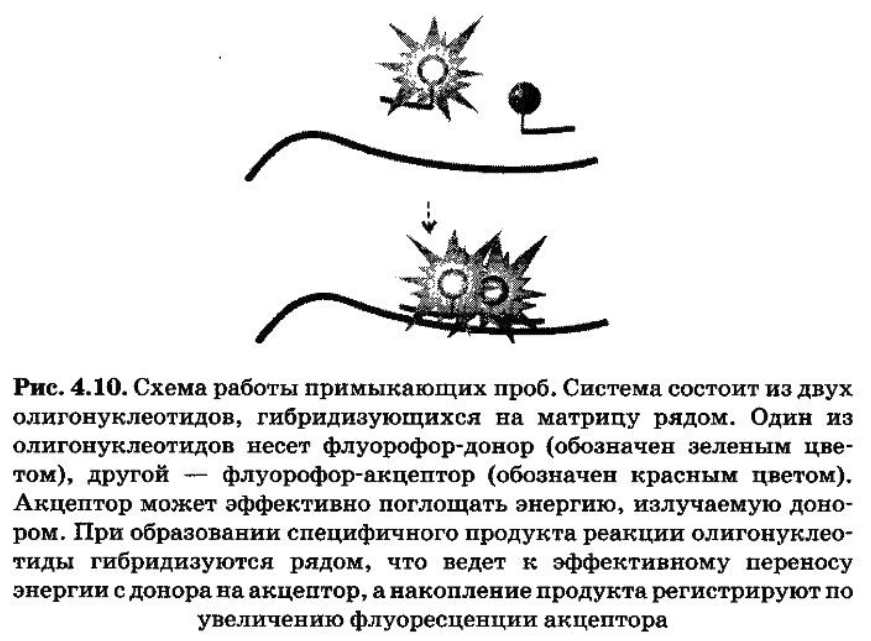 Рис. 4.10. Схема работы примыкающих проб. Система состоит из двух
олигонуклеотидов, гибридизующихся на матрицу рядом. Один из
олигонуклеотидов несет флуорофор-донор (обозначен зеленым цве-
том), другой — флуорофор-акцептор (обозначен красным цветом).
Акцептор может эффективно поглощать энергию, излучаемую доно-
ром. При образовании специфичного продукта реакции олигонуклео-
тиды гибридизуются рядом, что ведет к эффективному переносу
энергии с донора на акцептор, а накопление продукта регистрируют по
увеличению флуоресценции акцептора